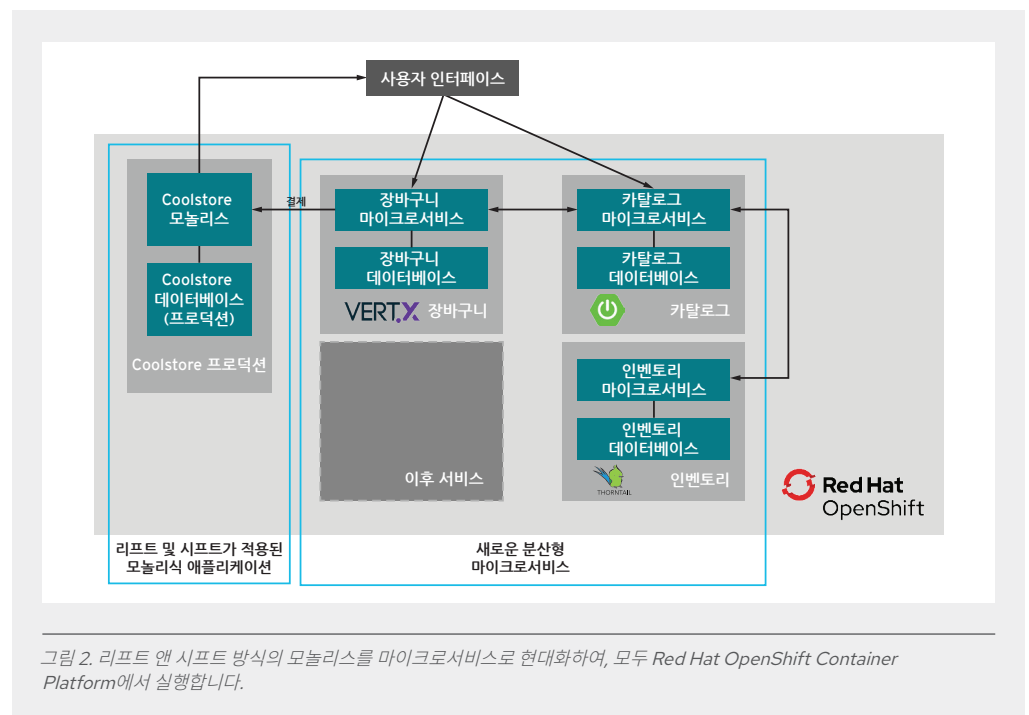 사용자 인터페이스
Coolstore
모놀리스
결제
장바구니
마이크로서비스
카탈로그
마이크로서비스
Coolstore
데이터베이스
(프로덕션)
장바구니
데이터베이스
카탈로그
데이터베이스
VERT.X 장바구니
카탈로그
Coolstore 프로덕션
인벤토리
마이크로서비스
인벤토리
데이터베이스
이후 서비스
THORNTAIL
인벤토리
Red Hat
OpenShift
리프트 및 시프트가 적용된
모놀리식 애플리케이션
새로운 분산형
마이크로서비스
그림 2. 리프트 앤 시프트 방식의 모놀리스를 마이크로서비스로 현대화하여, 모두 Red Hat OpenShift Container
Platform에서 실행합니다.